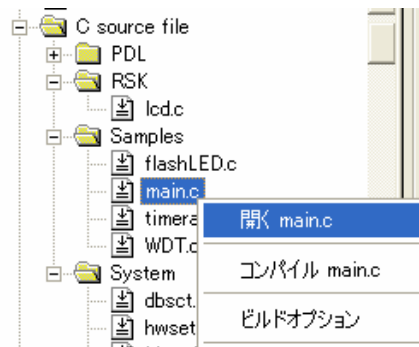 C source file
PDL
RSK
lcd.c
Samples
flashLED.c
main.c
timera
開く main.c
WDT.c
コンパイル main.c
System
dbsct.
ビルドオプション
hwset